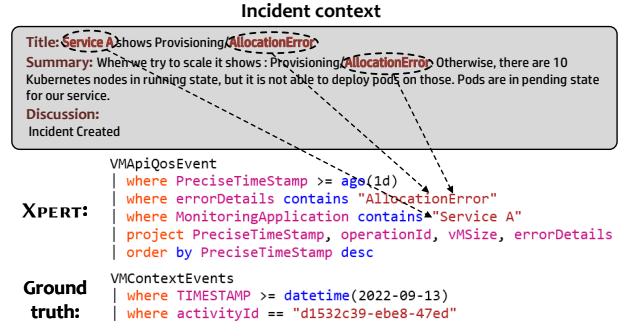 Incident context
Title: Service A shows Provisioning/AllocationError
Summary: When we try to scale it shows : Provisioning/AllocationError. Otherwise, there are 10
Kubernetes nodes in running state, but it is not able to deploy pods on those. Pods are in pending state
for our service.
Discussion:
Incident Created
XPERT:
VMApiQosEvent
| where PreciseTimeStamp >= ago(1d)
| where errorDetails contains "AllocationError"
| where MonitoringApplication contains "Service A"
| project PreciseTimeStamp, operationId, vMSize, errorDetails
| order by PreciseTimeStamp desc
Ground
truth:
VMContextEvents
| where TIMESTAMP >= datetime(2022-09-13)
| where activityId == "d1532c39-ebe8-47ed"